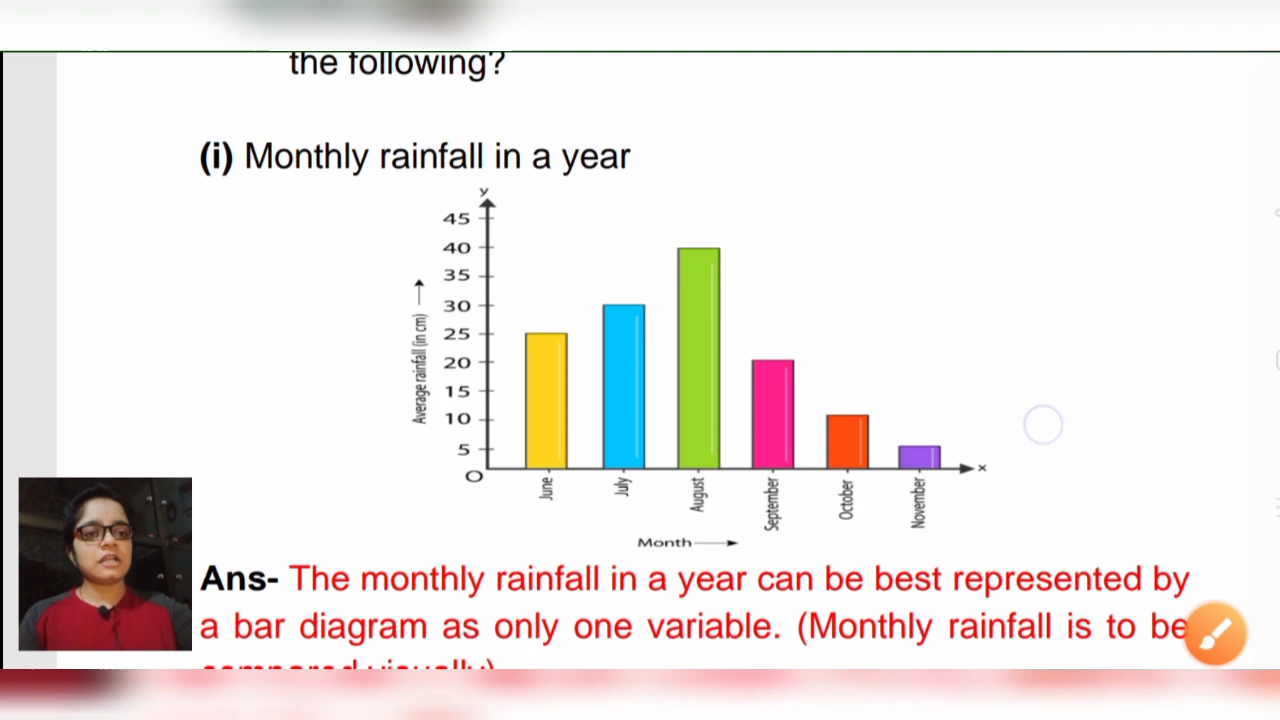 the following?
(i) Monthly rainfall in a year
y
45
40
35
30
25
20
15
10
5
O
x
Average rainfall (in cm)
June
July
August
September
October
November
Month
Ans- The monthly rainfall in a year can be best represented by
a bar diagram as only one variable. (Monthly rainfall is to be
compared visually)